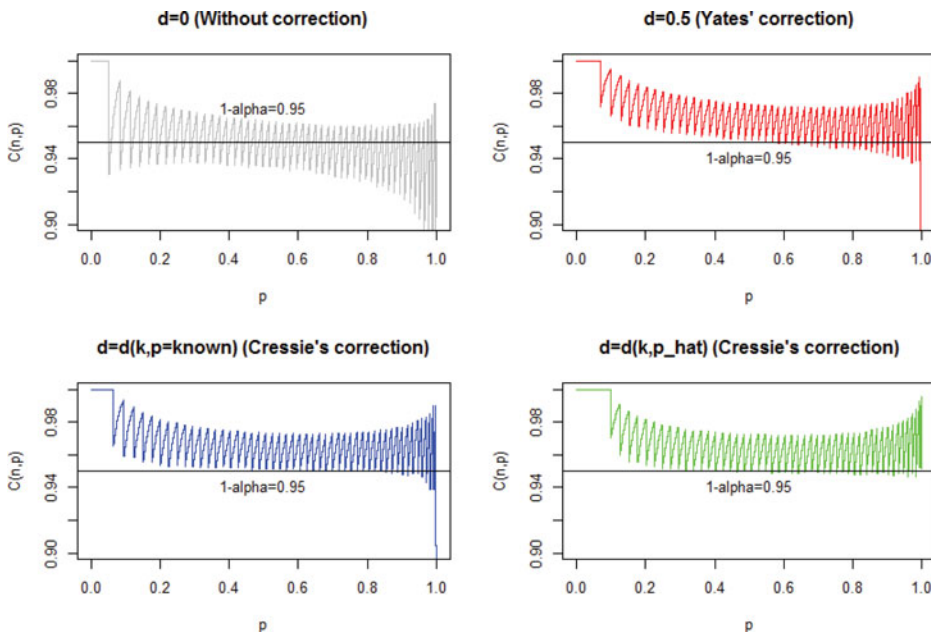 d=0 (Without correction)
C(n,p)
0.98
0.94
0.90
1-alpha=0.95
0.0 0.2 0.4 0.6 0.8 1.0
p
d=0.5 (Yates' correction)
C(n,p)
0.98
0.94
0.90
1-alpha=0.95
0.0 0.2 0.4 0.6 0.8 1.0
p
d=d(k,p=known) (Cressie's correction)
C(n,p)
0.98
0.94
0.90
1-alpha=0.95
0.0 0.2 0.4 0.6 0.8 1.0
p
d=d(k,p_hat) (Cressie's correction)
C(n,p)
0.98
0.94
0.90
1-alpha=0.95
0.0 0.2 0.4 0.6 0.8 1.0
p